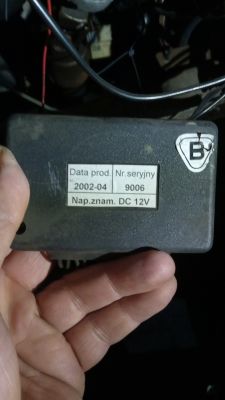 B
Data prod. Nr.seryjny
2002-04 9006
Nap.znam. DC 12V